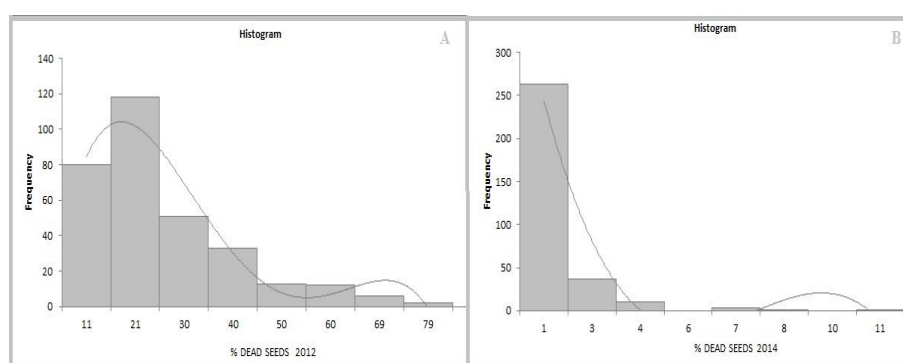 Histogram
A
140
120
100
80
60
40
20
0
Frequency
11 21 30 40 50 60 69 79
% DEAD SEEDS 2012
Histogram
B
300
250
200
150
100
50
0
Frequency
1 3 4 6 7 8 10 11
% DEAD SEEDS 2014